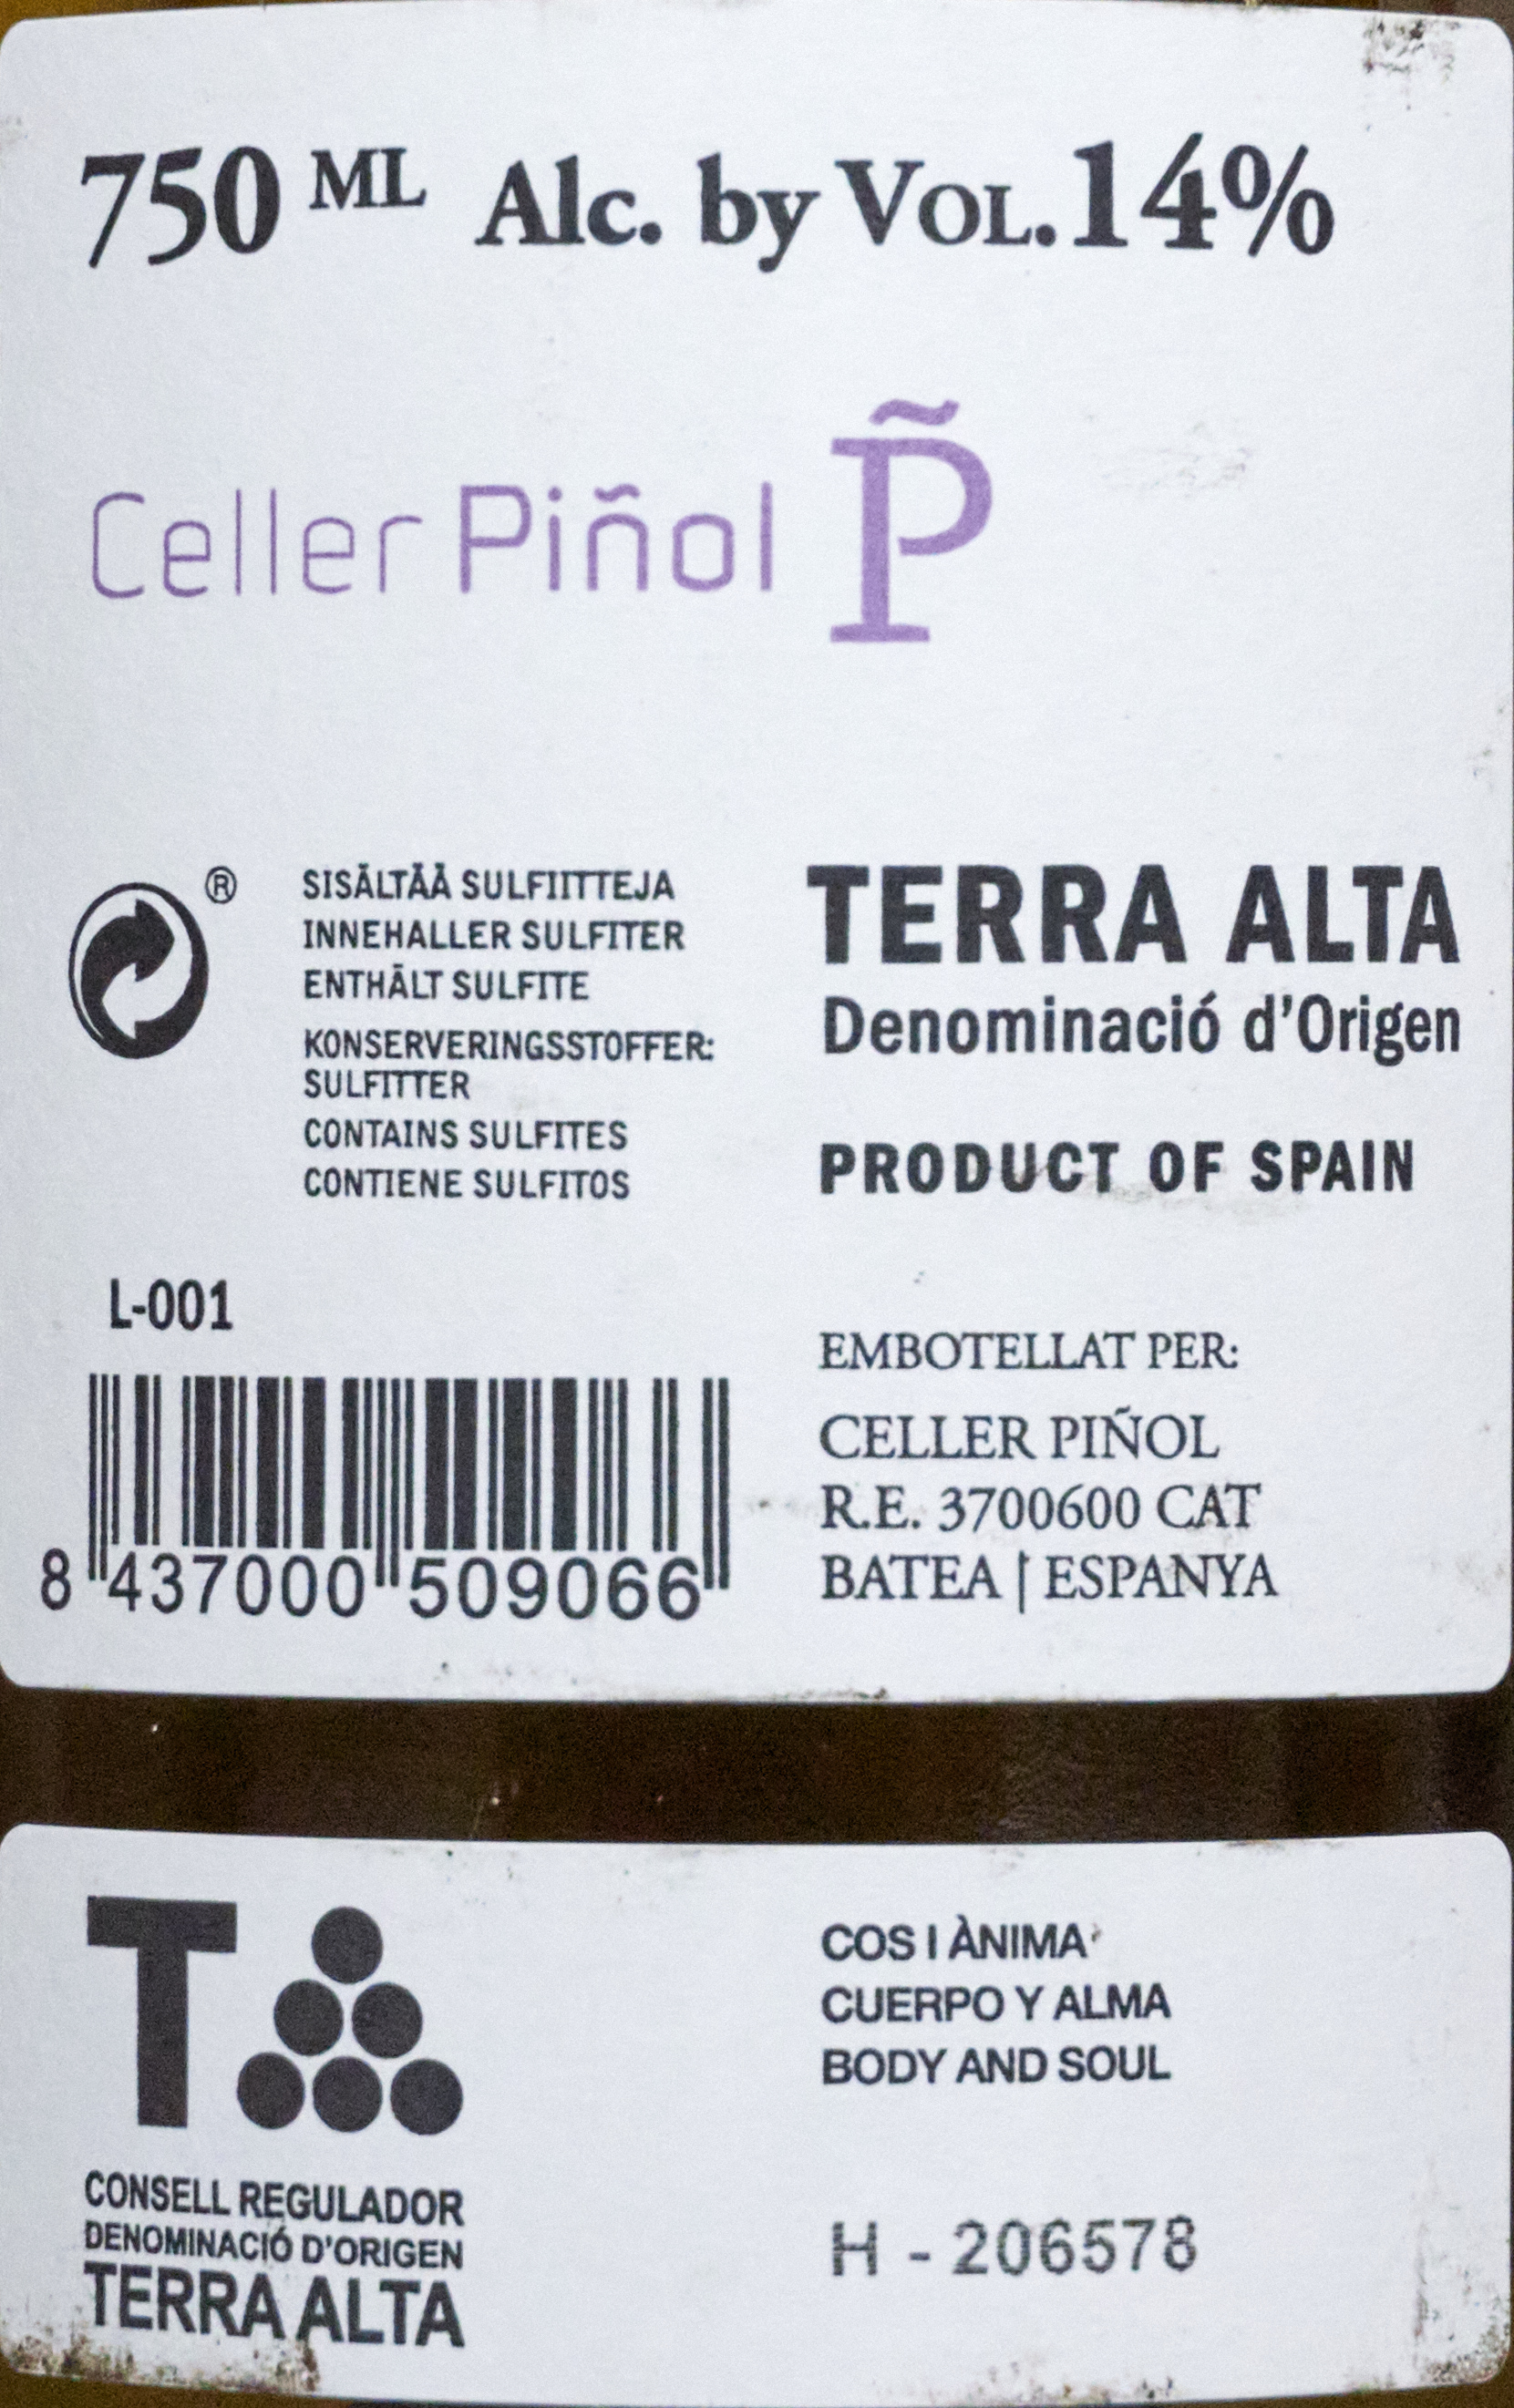 750 ML Alc. by VOL. 14%
Celler Piñol P̃
®
SISÄLTÄÄ SULFIITTEJA
INNEHALLER SULFITER
ENTHÄLT SULFITE
KONSERVERINGSSTOFFER:
SULFITTER
CONTAINS SULFITES
CONTIENE SULFITOS
TERRA ALTA
Denominació d'Origen
PRODUCT OF SPAIN
L-001
8 437000 509066
EMBOTELLAT PER:
CELLER PIÑOL
R.E. 3700600 CAT
BATEA | ESPANYA
T
CONSELL REGULADOR
DENOMINACIÓ D'ORIGEN
TERRA ALTA
COS I ÀNIMA
CUERPO Y ALMA
BODY AND SOUL
H - 206578